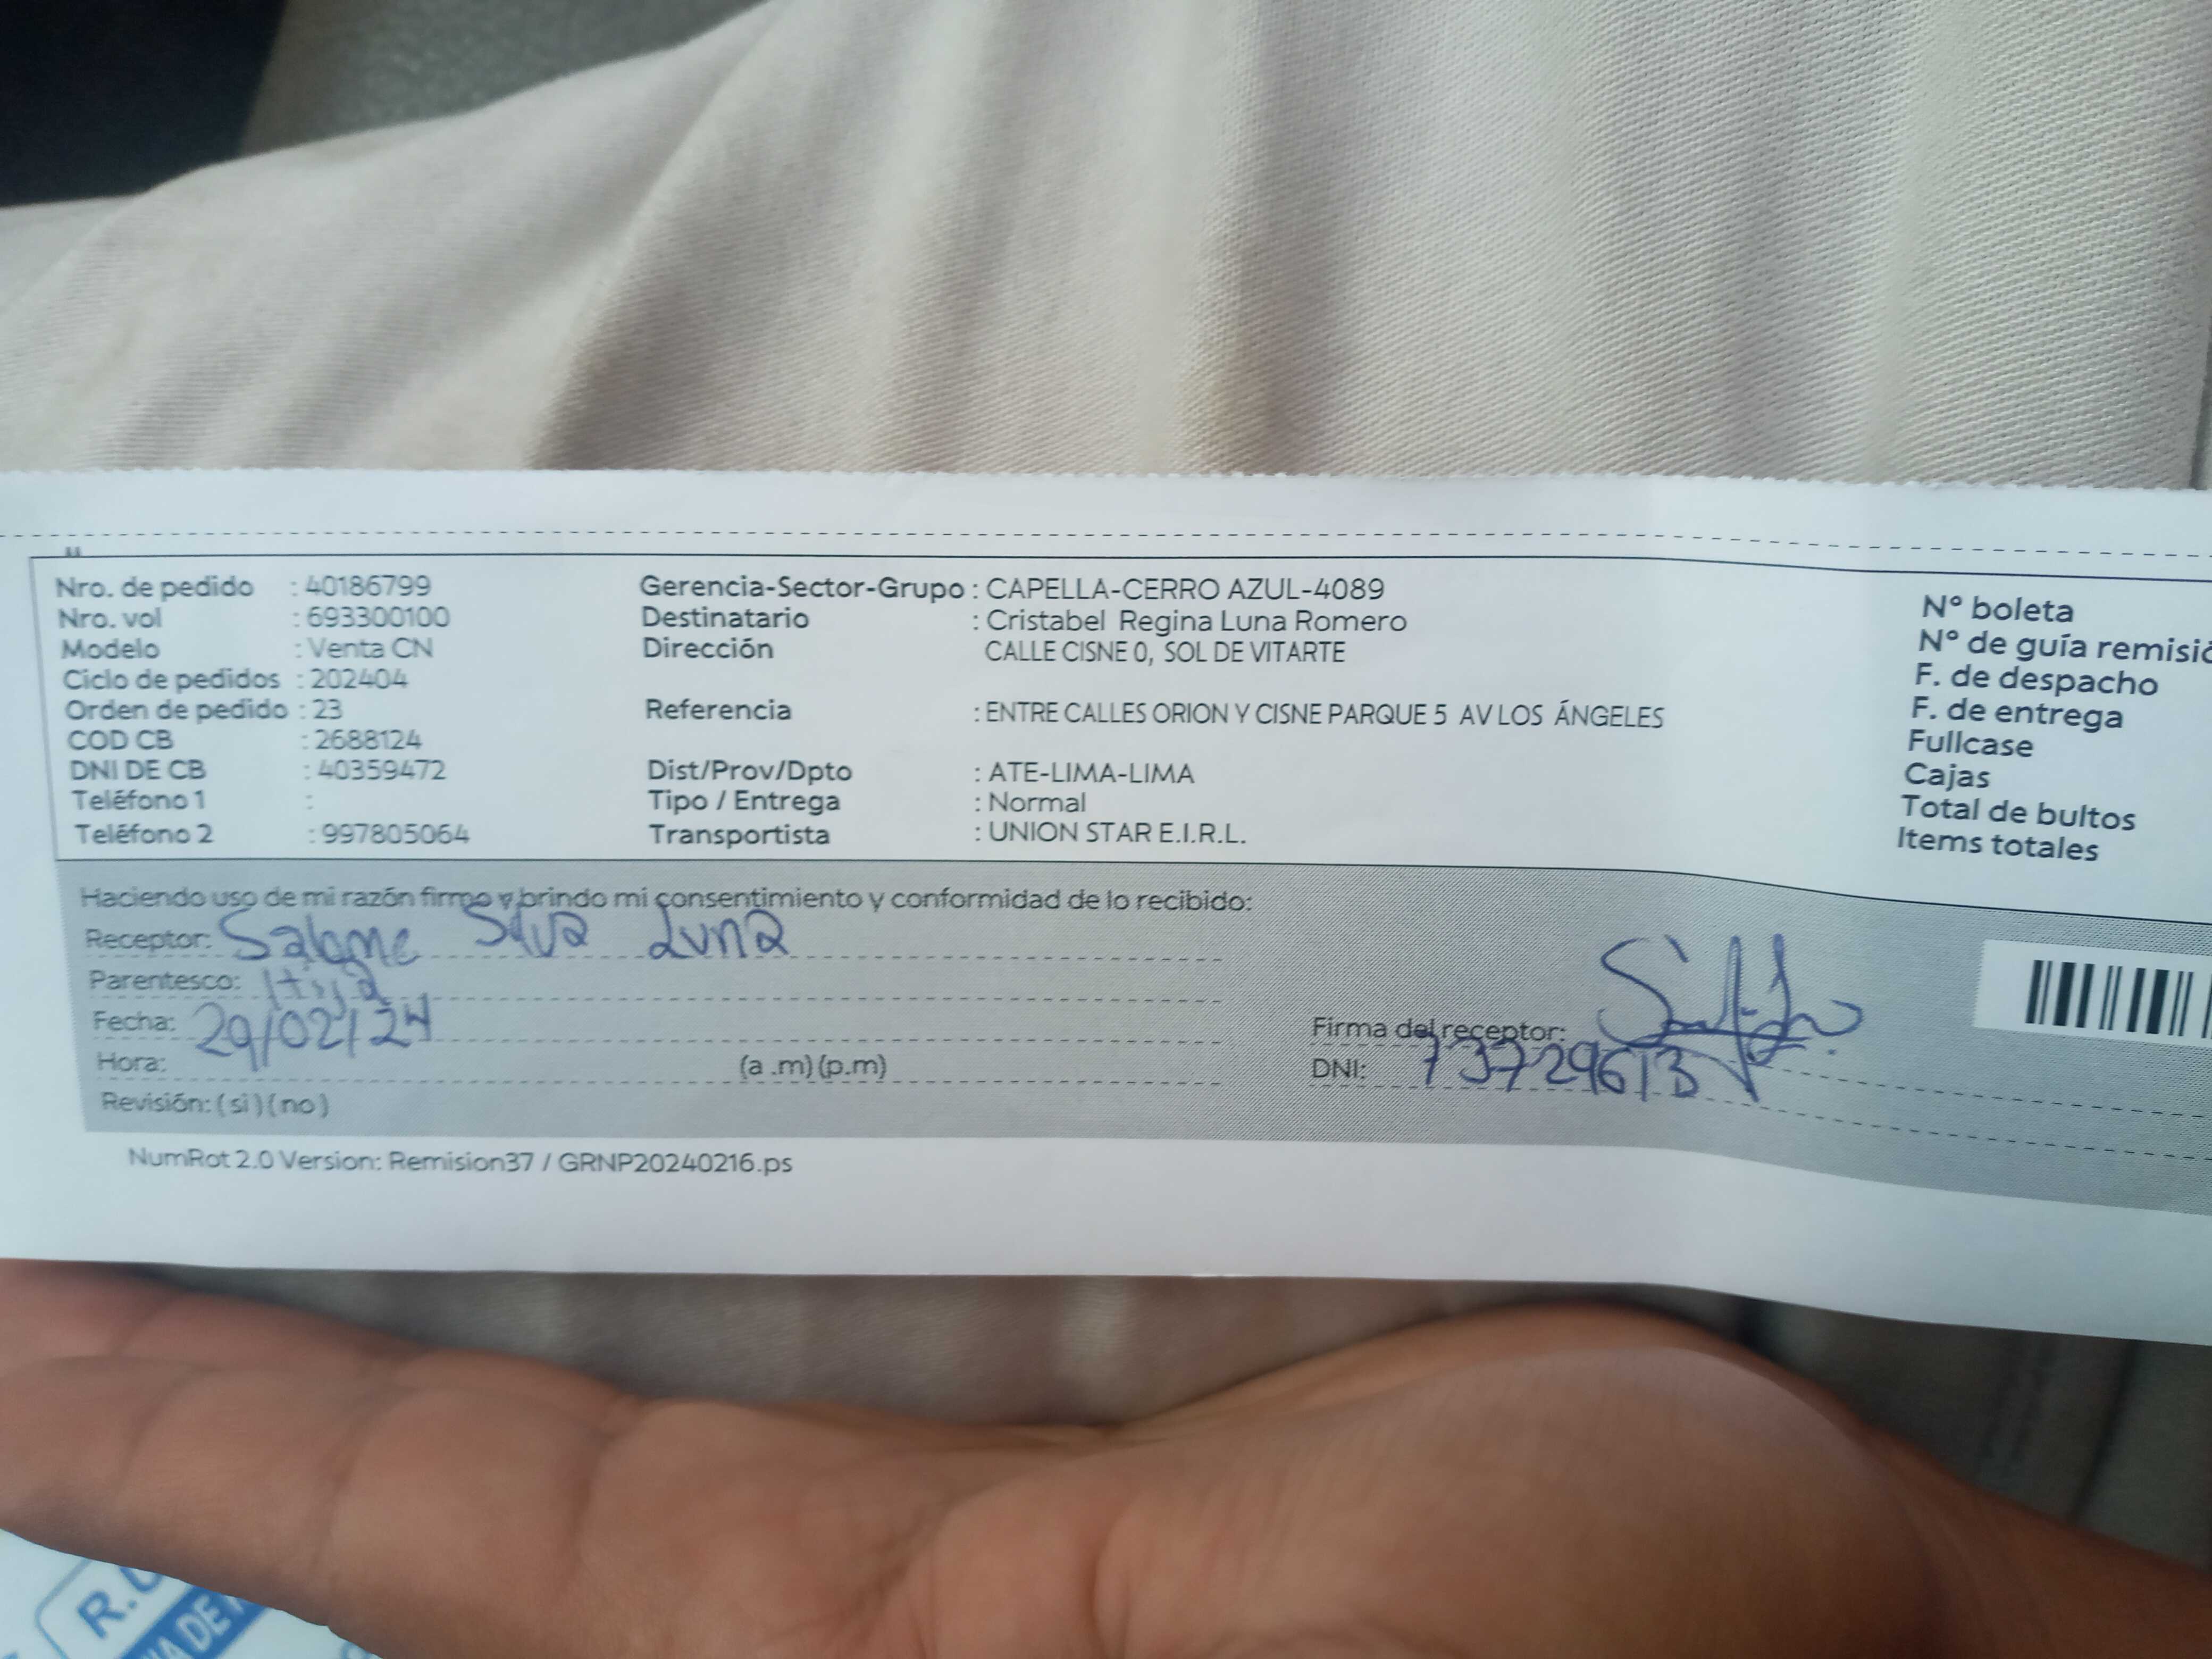 Nro. de pedido : 40186799
Nro. vol : 693300100
Modelo : Venta CN
Ciclo de pedidos : 202404
Orden de pedido : 23
COD CB : 2688124
DNI DE CB : 40359472
Teléfono 1 :
Teléfono 2 : 997805064
Gerencia-Sector-Grupo : CAPELLA-CERRO AZUL-4089
Destinatario : Cristabel Regina Luna Romero
Dirección CALLE CISNE 0, SOL DE VITARTE
Referencia : ENTRE CALLES ORION Y CISNE PARQUE 5 AV LOS ÁNGELES
Dist/Prov/Dpto : ATE-LIMA-LIMA
Tipo / Entrega : Normal
Transportista : UNION STAR E.I.R.L.
N° boleta
N° de guía remisió
F. de despacho
F. de entrega
Fullcase
Cajas
Total de bultos
Items totales
Haciendo uso de mi razón firmo y brindo mi consentimiento y conformidad de lo recibido:
Receptor: Salome Silva Luna
Parentesco: Hija
Fecha: 29/02/24
Hora: (a .m) (p.m)
Revisión: (si) (no)
Firma del receptor:
DNI: 73729613
NumRot 2.0 Version: Remision37 / GRNP20240216.ps
R.U
DE